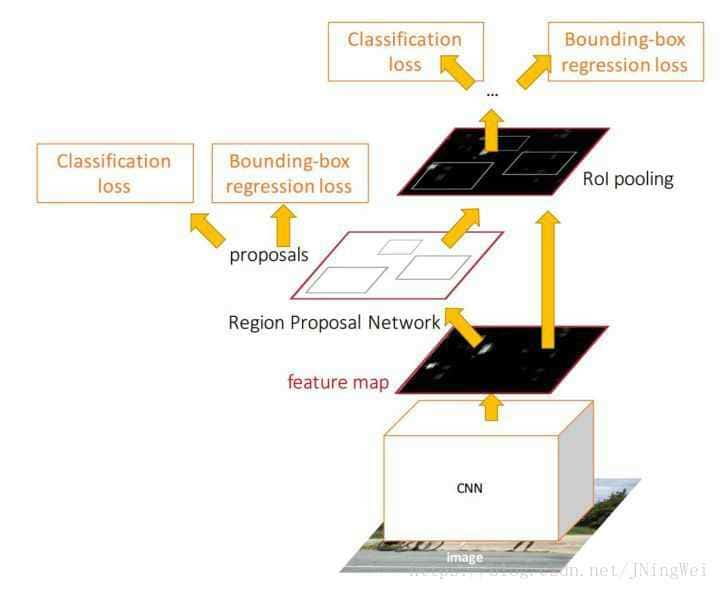 Classification
loss
Bounding-box
regression loss
...
RoI pooling
Classification
loss
Bounding-box
regression loss
proposals
Region Proposal Network
feature map
CNN
image
https://blog.csdn.net/JNingWei